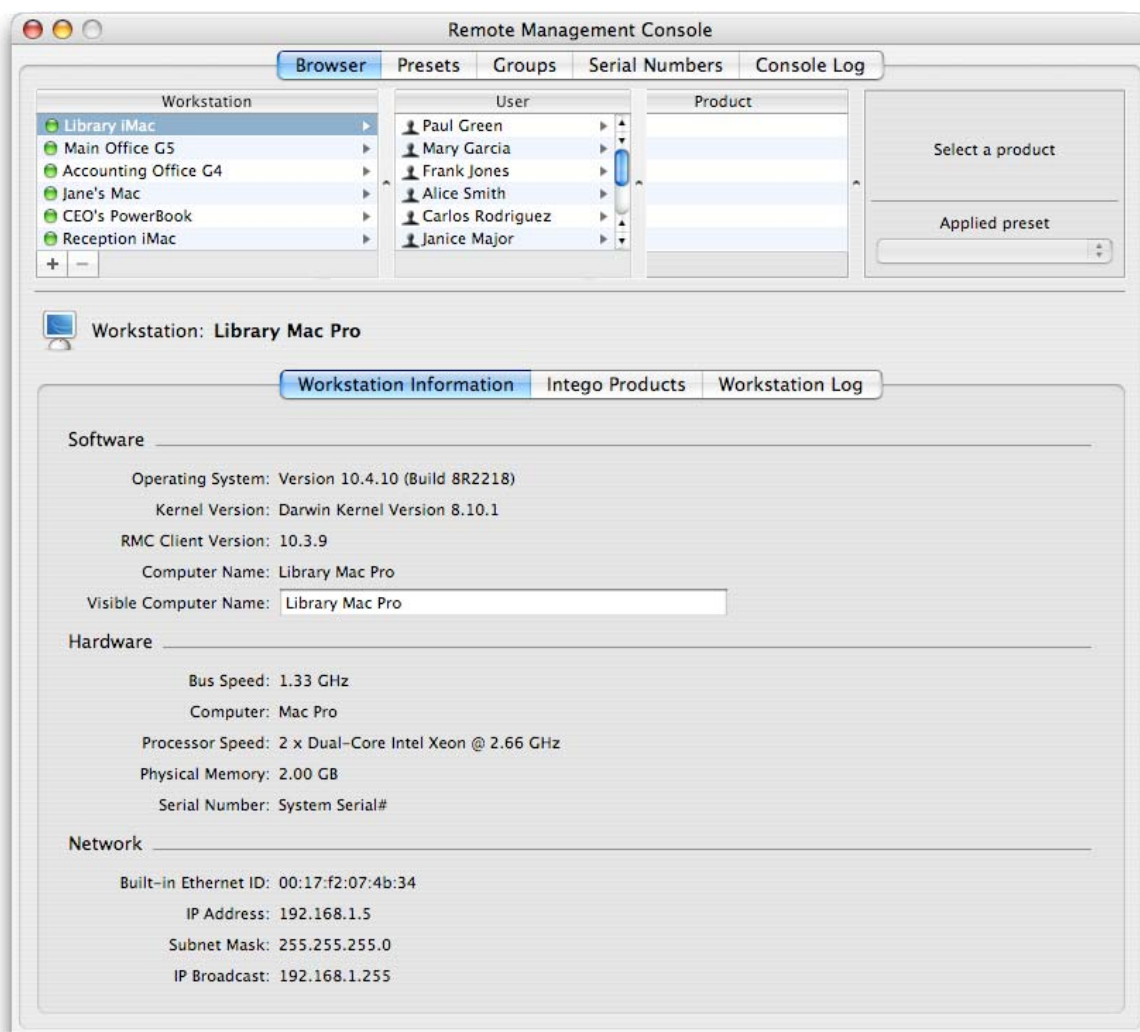 Remote Management Console
Browser Presets Groups Serial Numbers Console Log
Workstation User Product
Library iMac
Main Office G5
Accounting Office G4
Jane's Mac
CEO's PowerBook
Reception iMac
+ −
Paul Green
Mary Garcia
Frank Jones
Alice Smith
Carlos Rodriguez
Janice Major
Select a product
Applied preset
Workstation: Library Mac Pro
Workstation Information Intego Products Workstation Log
Software
Operating System: Version 10.4.10 (Build 8R2218)
Kernel Version: Darwin Kernel Version 8.10.1
RMC Client Version: 10.3.9
Computer Name: Library Mac Pro
Visible Computer Name: Library Mac Pro
Hardware
Bus Speed: 1.33 GHz
Computer: Mac Pro
Processor Speed: 2 x Dual-Core Intel Xeon @ 2.66 GHz
Physical Memory: 2.00 GB
Serial Number: System Serial#
Network
Built-in Ethernet ID: 00:17:f2:07:4b:34
IP Address: 192.168.1.5
Subnet Mask: 255.255.255.0
IP Broadcast: 192.168.1.255